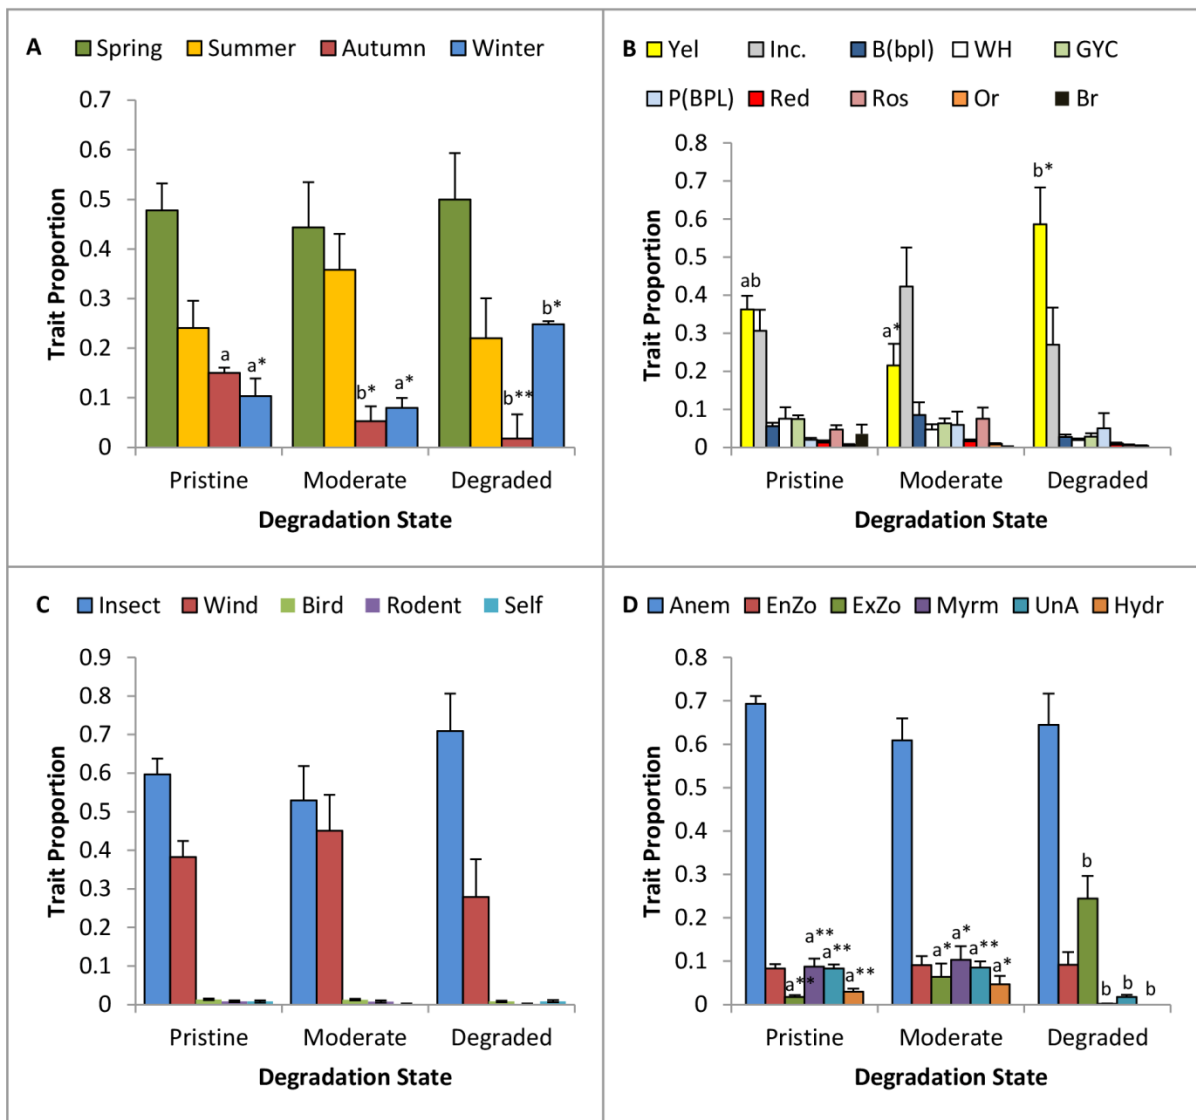 A Spring Summer Autumn Winter
0.7
0.6
0.5
0.4
0.3
0.2
0.1
0
Trait Proportion
a
a*
b*
a*
b**
b*
Pristine Moderate Degraded
Degradation State
B Yel Inc. B(bpl) WH GYC
P(BPL) Red Ros Or Br
0.8
0.7
0.6
0.5
0.4
0.3
0.2
0.1
0
Trait Proportion
ab
a*
b*
Pristine Moderate Degraded
Degradation State
C Insect Wind Bird Rodent Self
0.9
0.8
0.7
0.6
0.5
0.4
0.3
0.2
0.1
0
Trait Proportion
Pristine Moderate Degraded
Degradation State
D Anem EnZo ExZo Myrm UnA Hydr
0.8
0.7
0.6
0.5
0.4
0.3
0.2
0.1
0
Trait Proportion
a**
a**
a**
a**
a*
a*
a**
a*
b
b
b
b
Pristine Moderate Degraded
Degradation State